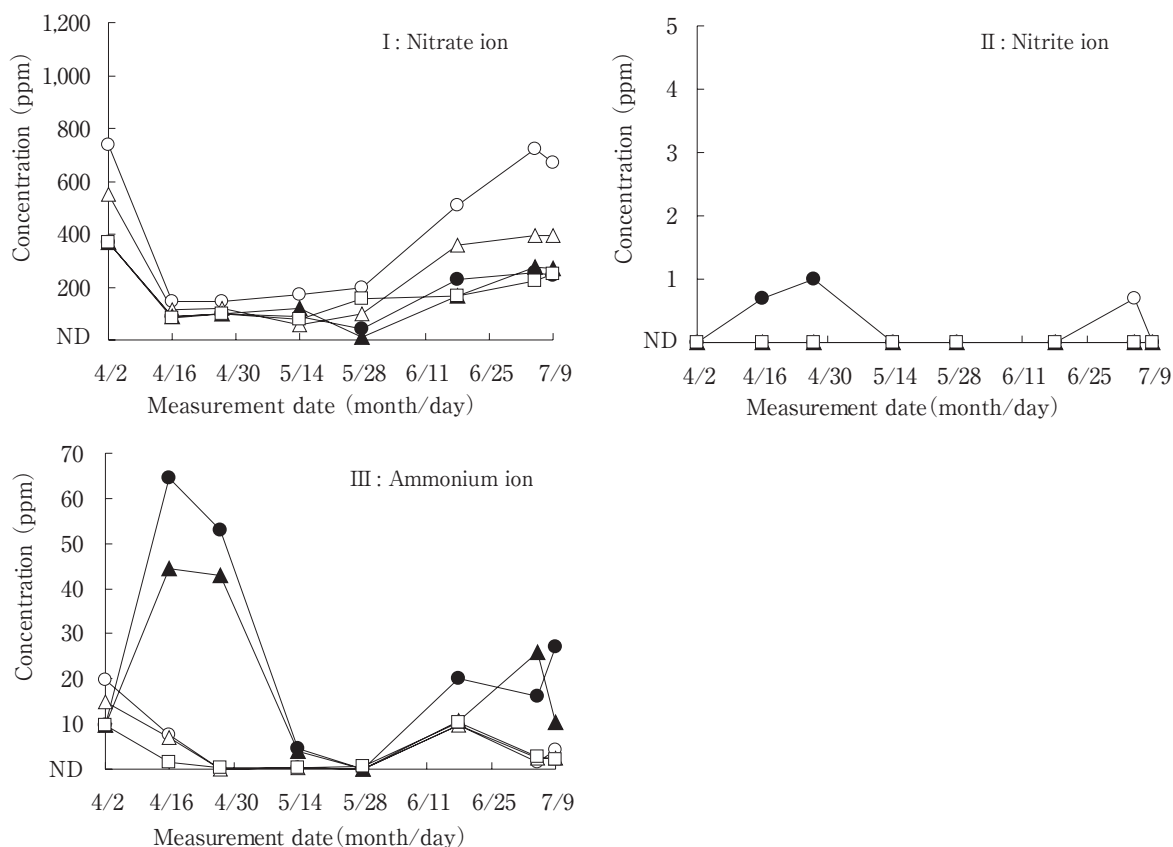 I : Nitrate ion
Concentration (ppm)
1,200
1,000
800
600
400
200
ND
4/2 4/16 4/30 5/14 5/28 6/11 6/25 7/9
Measurement date (month/day)
II : Nitrite ion
Concentration (ppm)
5
4
3
2
1
ND
4/2 4/16 4/30 5/14 5/28 6/11 6/25 7/9
Measurement date(month/day)
III : Ammonium ion
Concentration (ppm)
70
60
50
40
30
20
10
ND
4/2 4/16 4/30 5/14 5/28 6/11 6/25 7/9
Measurement date(month/day)